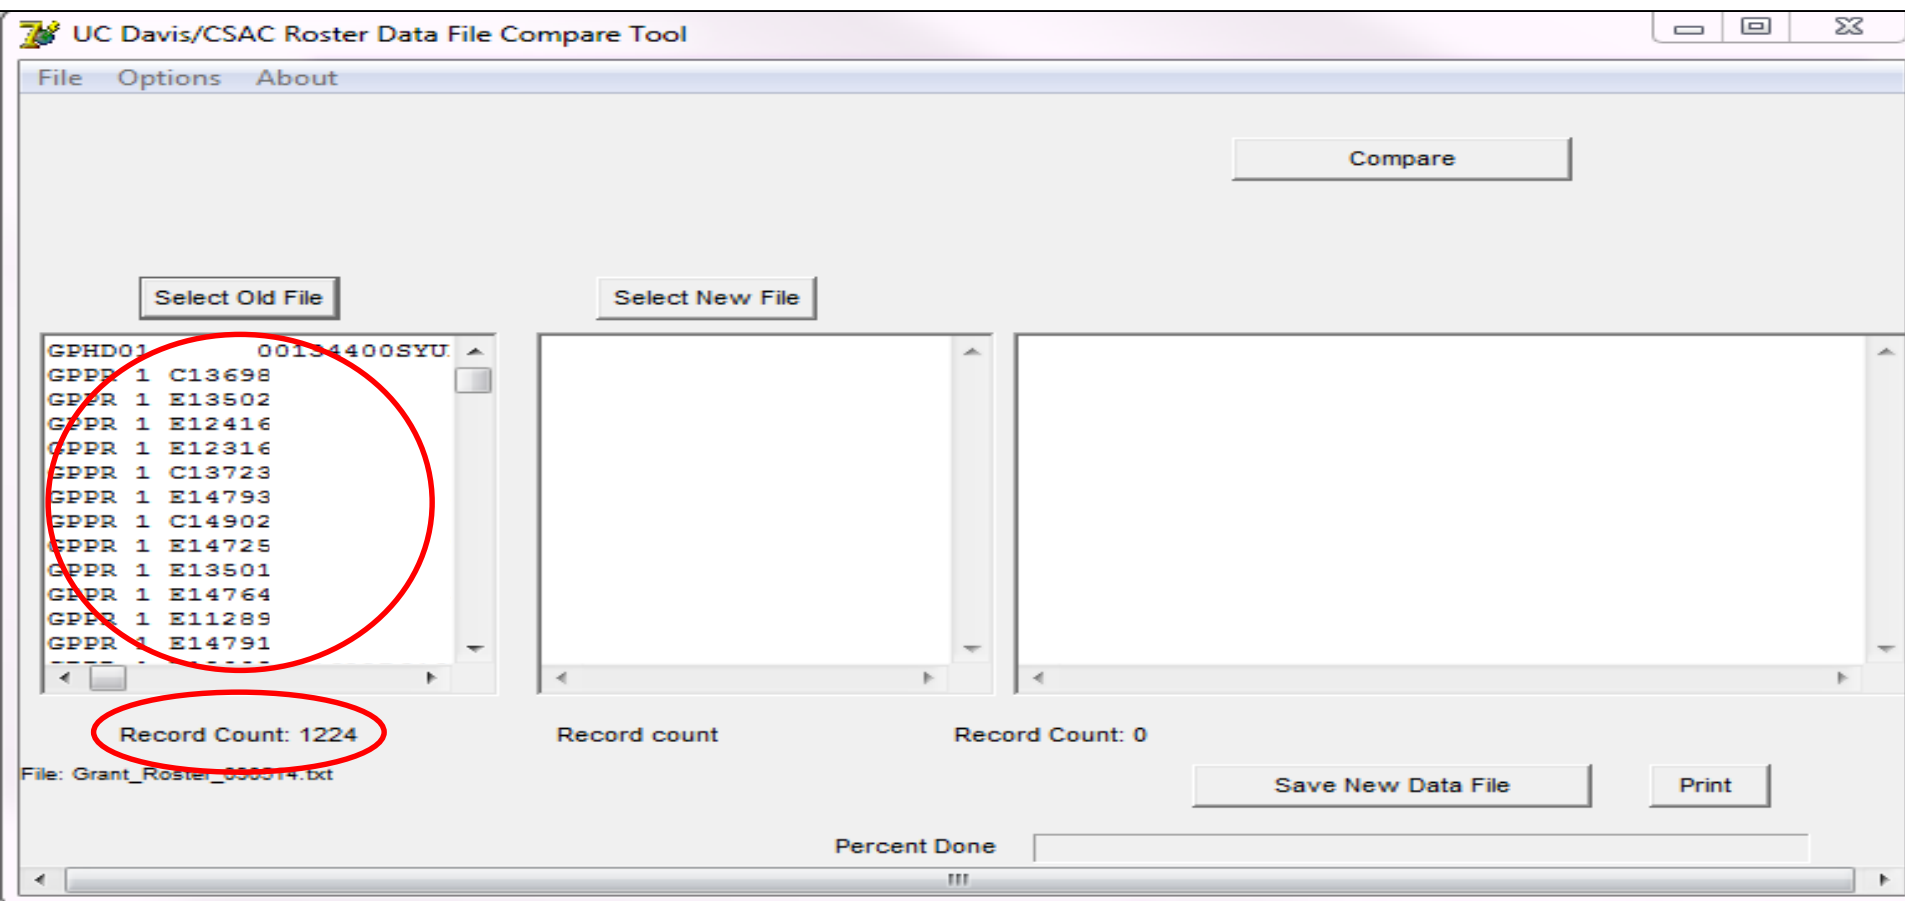 UC Davis/CSAC Roster Data File Compare Tool
File Options About
Compare
Select Old File
Select New File
GPHD01 00134400SYU
GPPR 1 C13698
GPPR 1 E13502
GPPR 1 E12416
GPPR 1 E12316
GPPR 1 C13723
GPPR 1 E14793
GPPR 1 C14902
GPPR 1 E14725
GPPR 1 E13501
GPPR 1 E14764
GPPR 1 E11289
GPPR 1 E14791
Record Count: 1224
Record count
Record Count: 0
File:
Save New Data File
Print
Percent Done